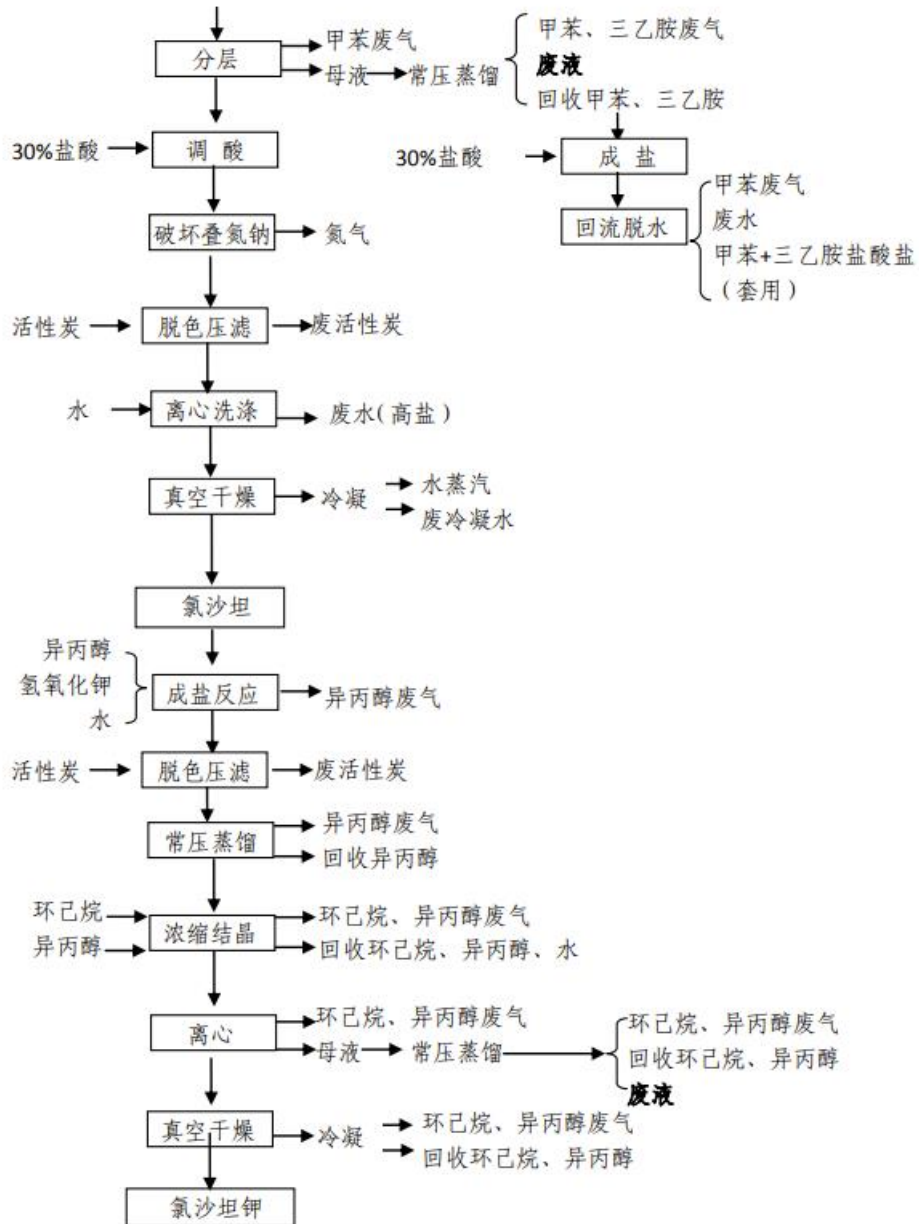 分层
甲苯废气
母液
常压蒸馏
甲苯、三乙胺废气
废液
回收甲苯、三乙胺
30%盐酸
调 酸
30%盐酸
成 盐
破坏叠氮钠
氮气
回流脱水
甲苯废气
废水
甲苯+三乙胺盐酸盐
（套用）
活性炭
脱色压滤
废活性炭
水
离心洗涤
废水(高盐)
真空干燥
冷凝
水蒸汽
废冷凝水
氯沙坦
异丙醇
氢氧化钾
水
成盐反应
异丙醇废气
活性炭
脱色压滤
废活性炭
常压蒸馏
异丙醇废气
回收异丙醇
环己烷
异丙醇
浓缩结晶
环己烷、异丙醇废气
回收环己烷、异丙醇、水
离心
环己烷、异丙醇废气
母液
常压蒸馏
环己烷、异丙醇废气
回收环己烷、异丙醇
废液
真空干燥
冷凝
环己烷、异丙醇废气
回收环己烷、异丙醇
氯沙坦钾